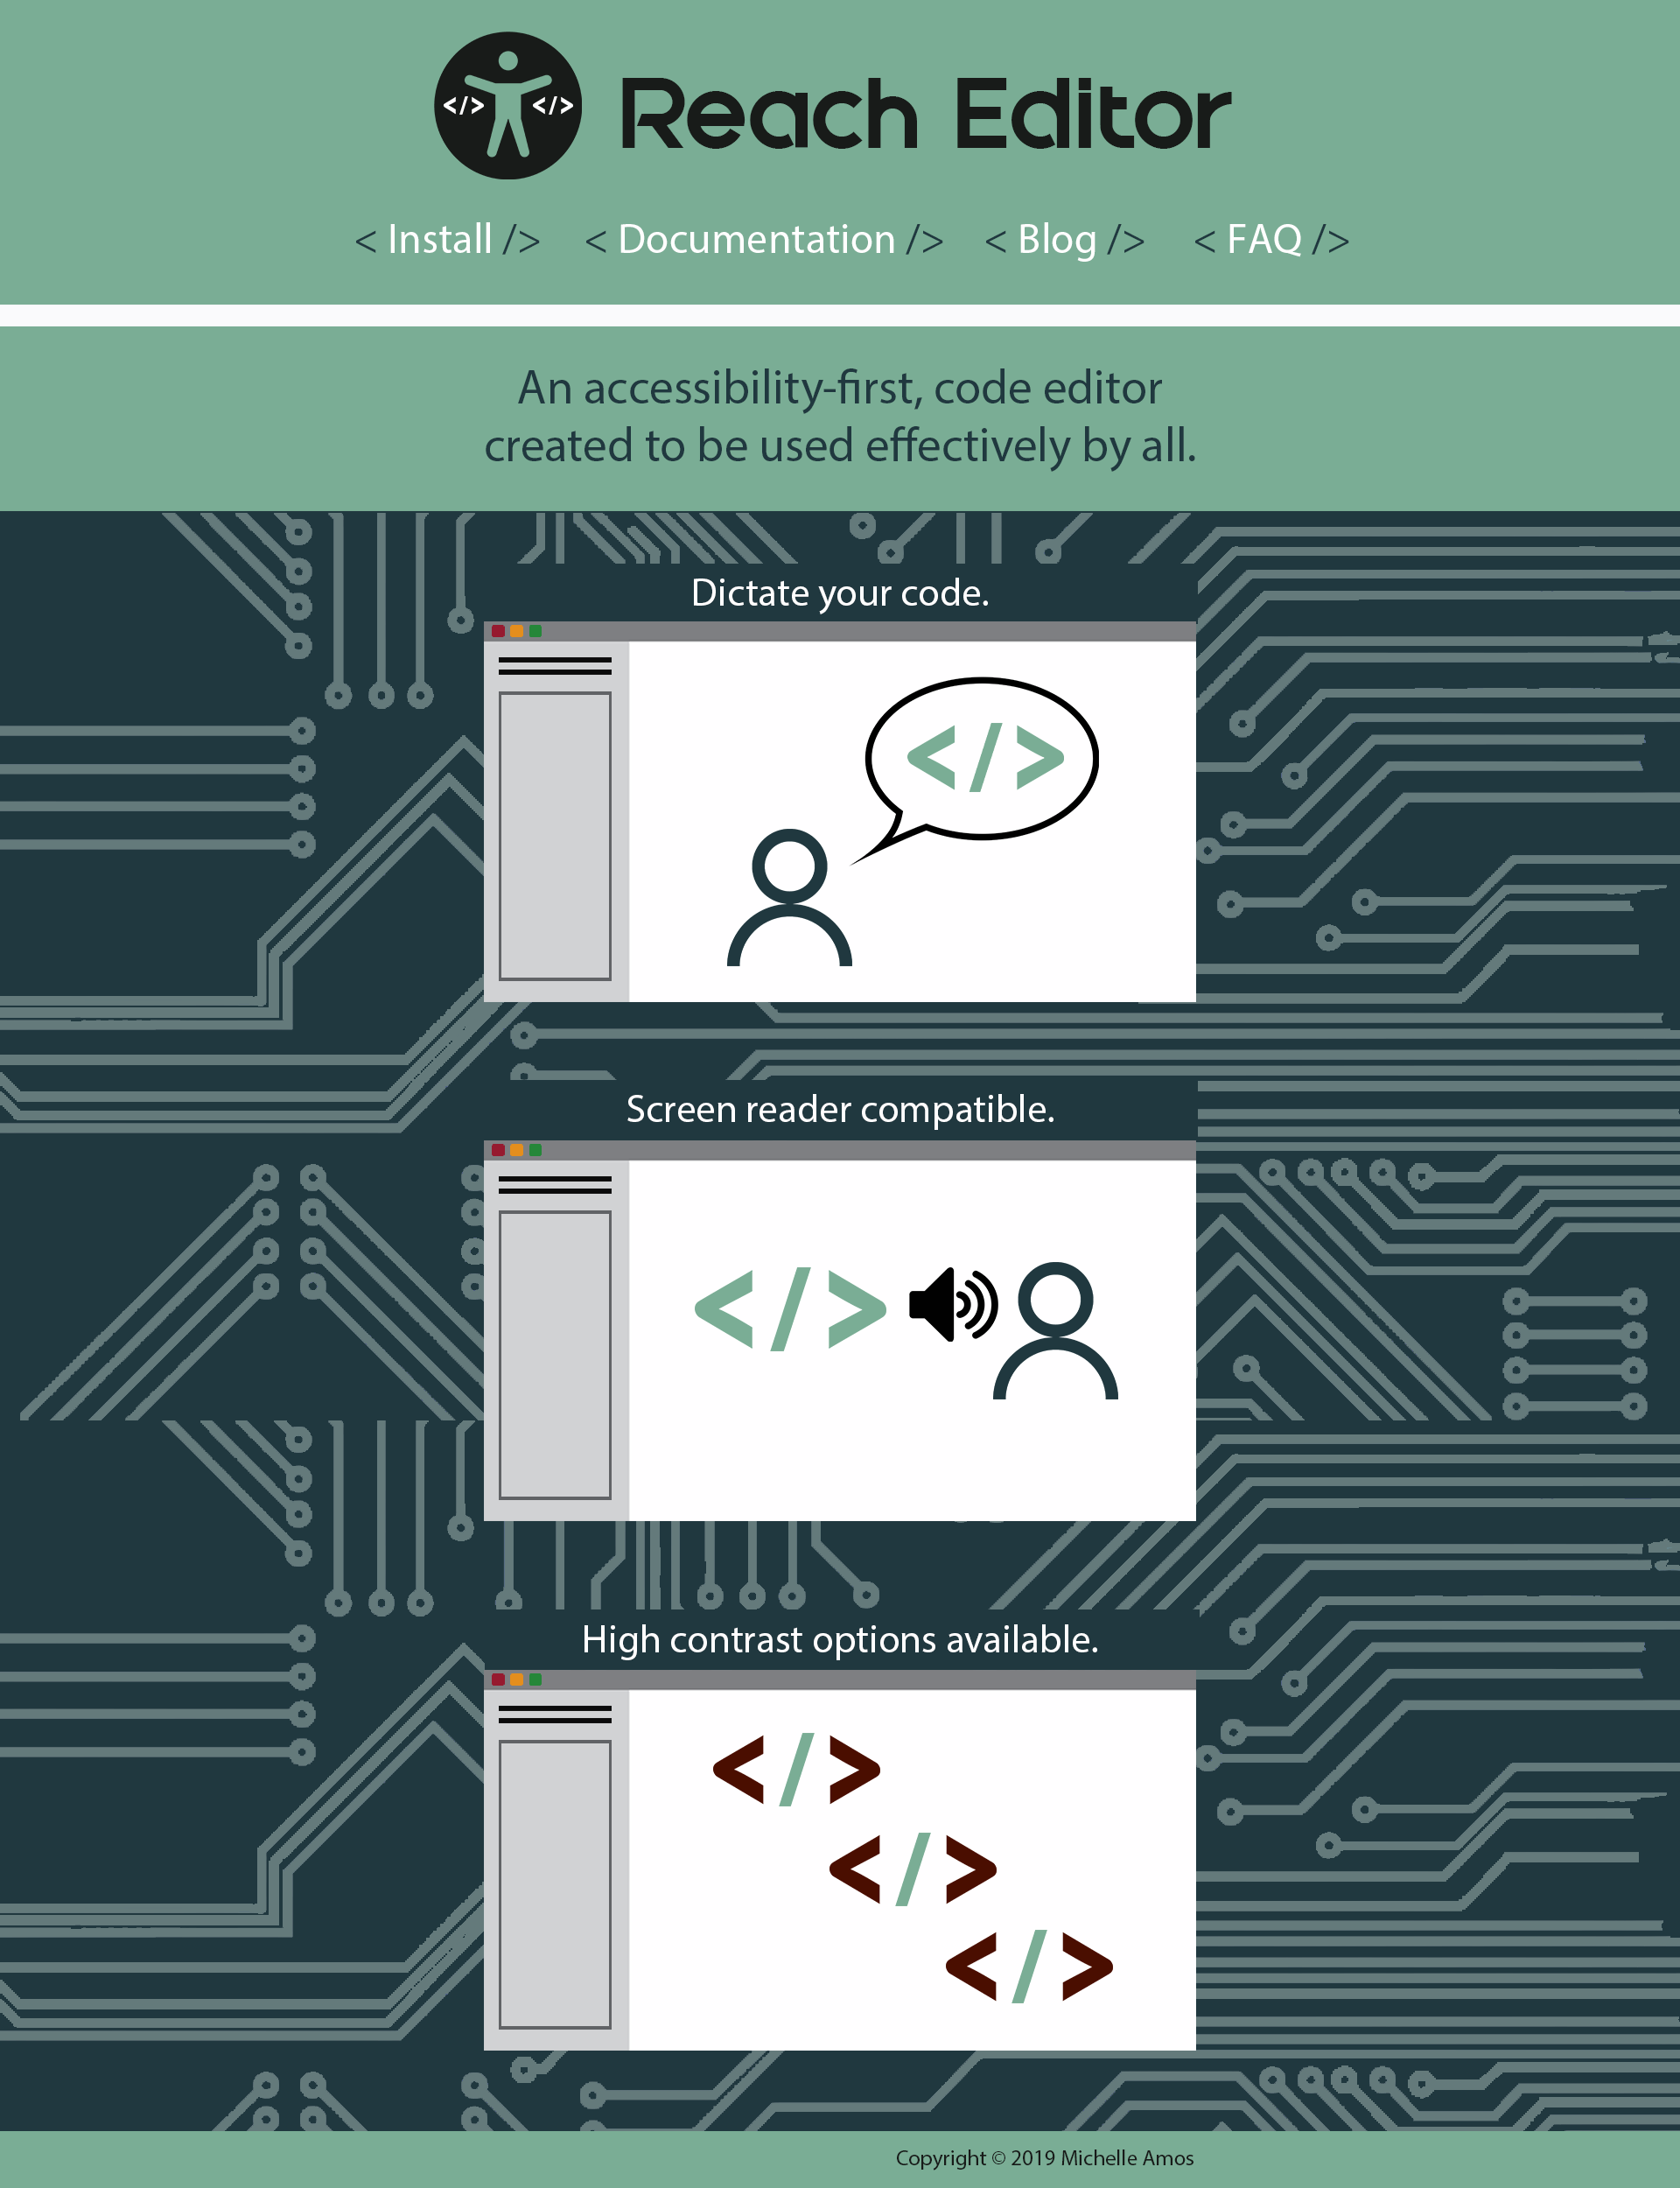 </> </> Reach Editor
< Install /> < Documentation /> < Blog /> < FAQ />
An accessibility-first, code editor
created to be used effectively by all.
Dictate your code.
</>
Screen reader compatible.
</>
High contrast options available.
</>
</>
</>
Copyright © 2019 Michelle Amos